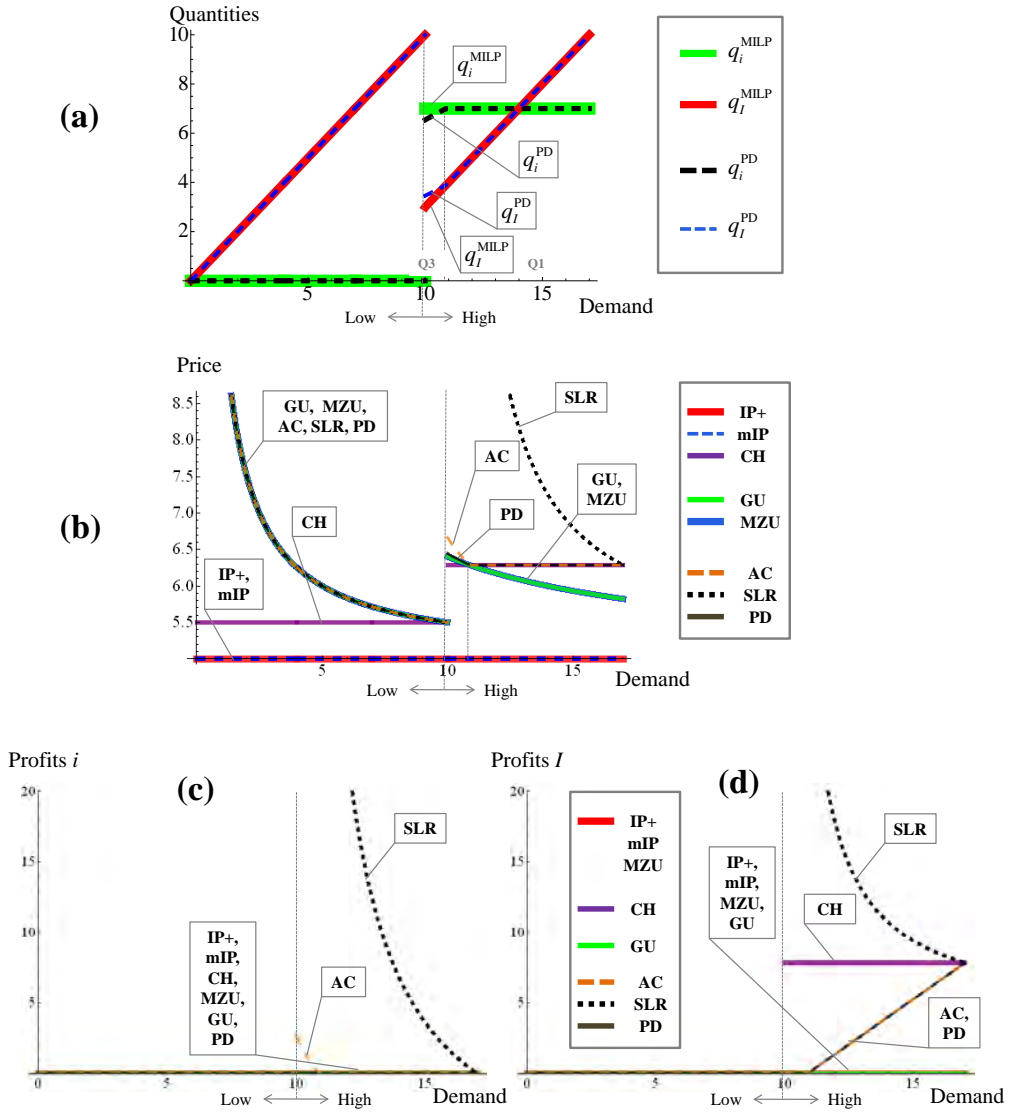 Quantities
10
8
6
4
2
(a)
q_i^MILP
q_i^PD
q_I^PD
q_I^MILP
Q3
Q1
5
10
15
Demand
Low
High
q_i^MILP
q_I^MILP
q_i^PD
q_I^PD
Price
8.5
8.0
7.5
7.0
6.5
6.0
5.5
(b)
GU, MZU,
AC, SLR, PD
CH
IP+,
mIP
AC
PD
GU,
MZU
SLR
5
10
15
Demand
Low
High
IP+
mIP
CH
GU
MZU
AC
SLR
PD
Profits i
(c)
20
15
10
5
SLR
IP+,
mIP,
CH,
MZU,
GU,
PD
AC
0
5
10
15
Demand
Low
High
IP+
mIP
MZU
CH
GU
AC
SLR
PD
Profits I
(d)
20
15
10
5
IP+,
mIP,
MZU,
GU
SLR
CH
AC,
PD
0
5
10
15
Demand
Low
High